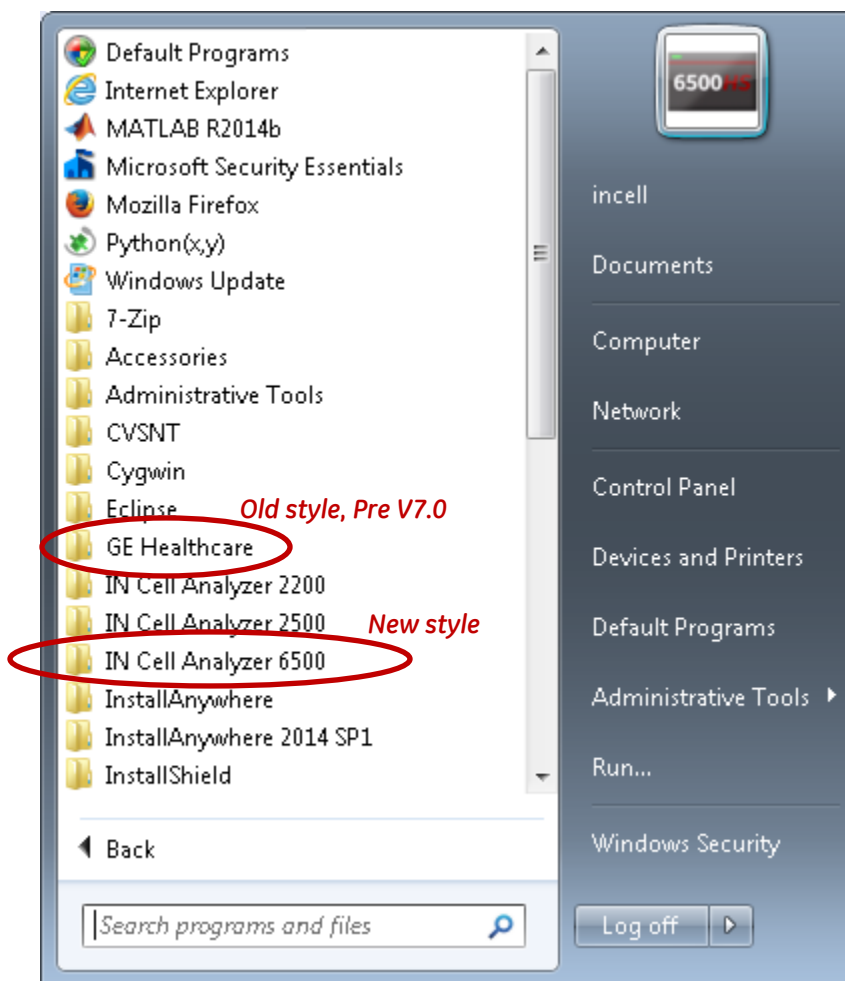 Default Programs
Internet Explorer
MATLAB R2014b
Microsoft Security Essentials
Mozilla Firefox
Python(x,y)
Windows Update
7-Zip
Accessories
Administrative Tools
CVSNT
Cygwin
Eclipse
Old style, Pre V7.0
GE Healthcare
IN Cell Analyzer 2200
IN Cell Analyzer 2500
New style
IN Cell Analyzer 6500
InstallAnywhere
InstallAnywhere 2014 SP1
InstallShield
Back
Search programs and files
6500HS
incell
Documents
Computer
Network
Control Panel
Devices and Printers
Default Programs
Administrative Tools
Run...
Windows Security
Log off